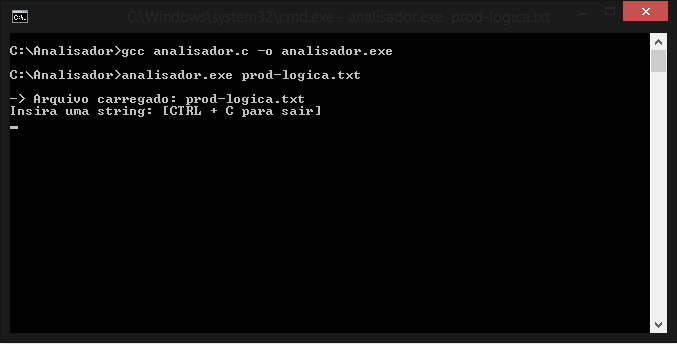 C:\Windows\system32\cmd.exe - analisador.exe prod-logica.txt
C:\Analisador>gcc analisador.c -o analisador.exe
C:\Analisador>analisador.exe prod-logica.txt
-> Arquivo carregado: prod-logica.txt
Insira uma string: [CTRL + C para sair]